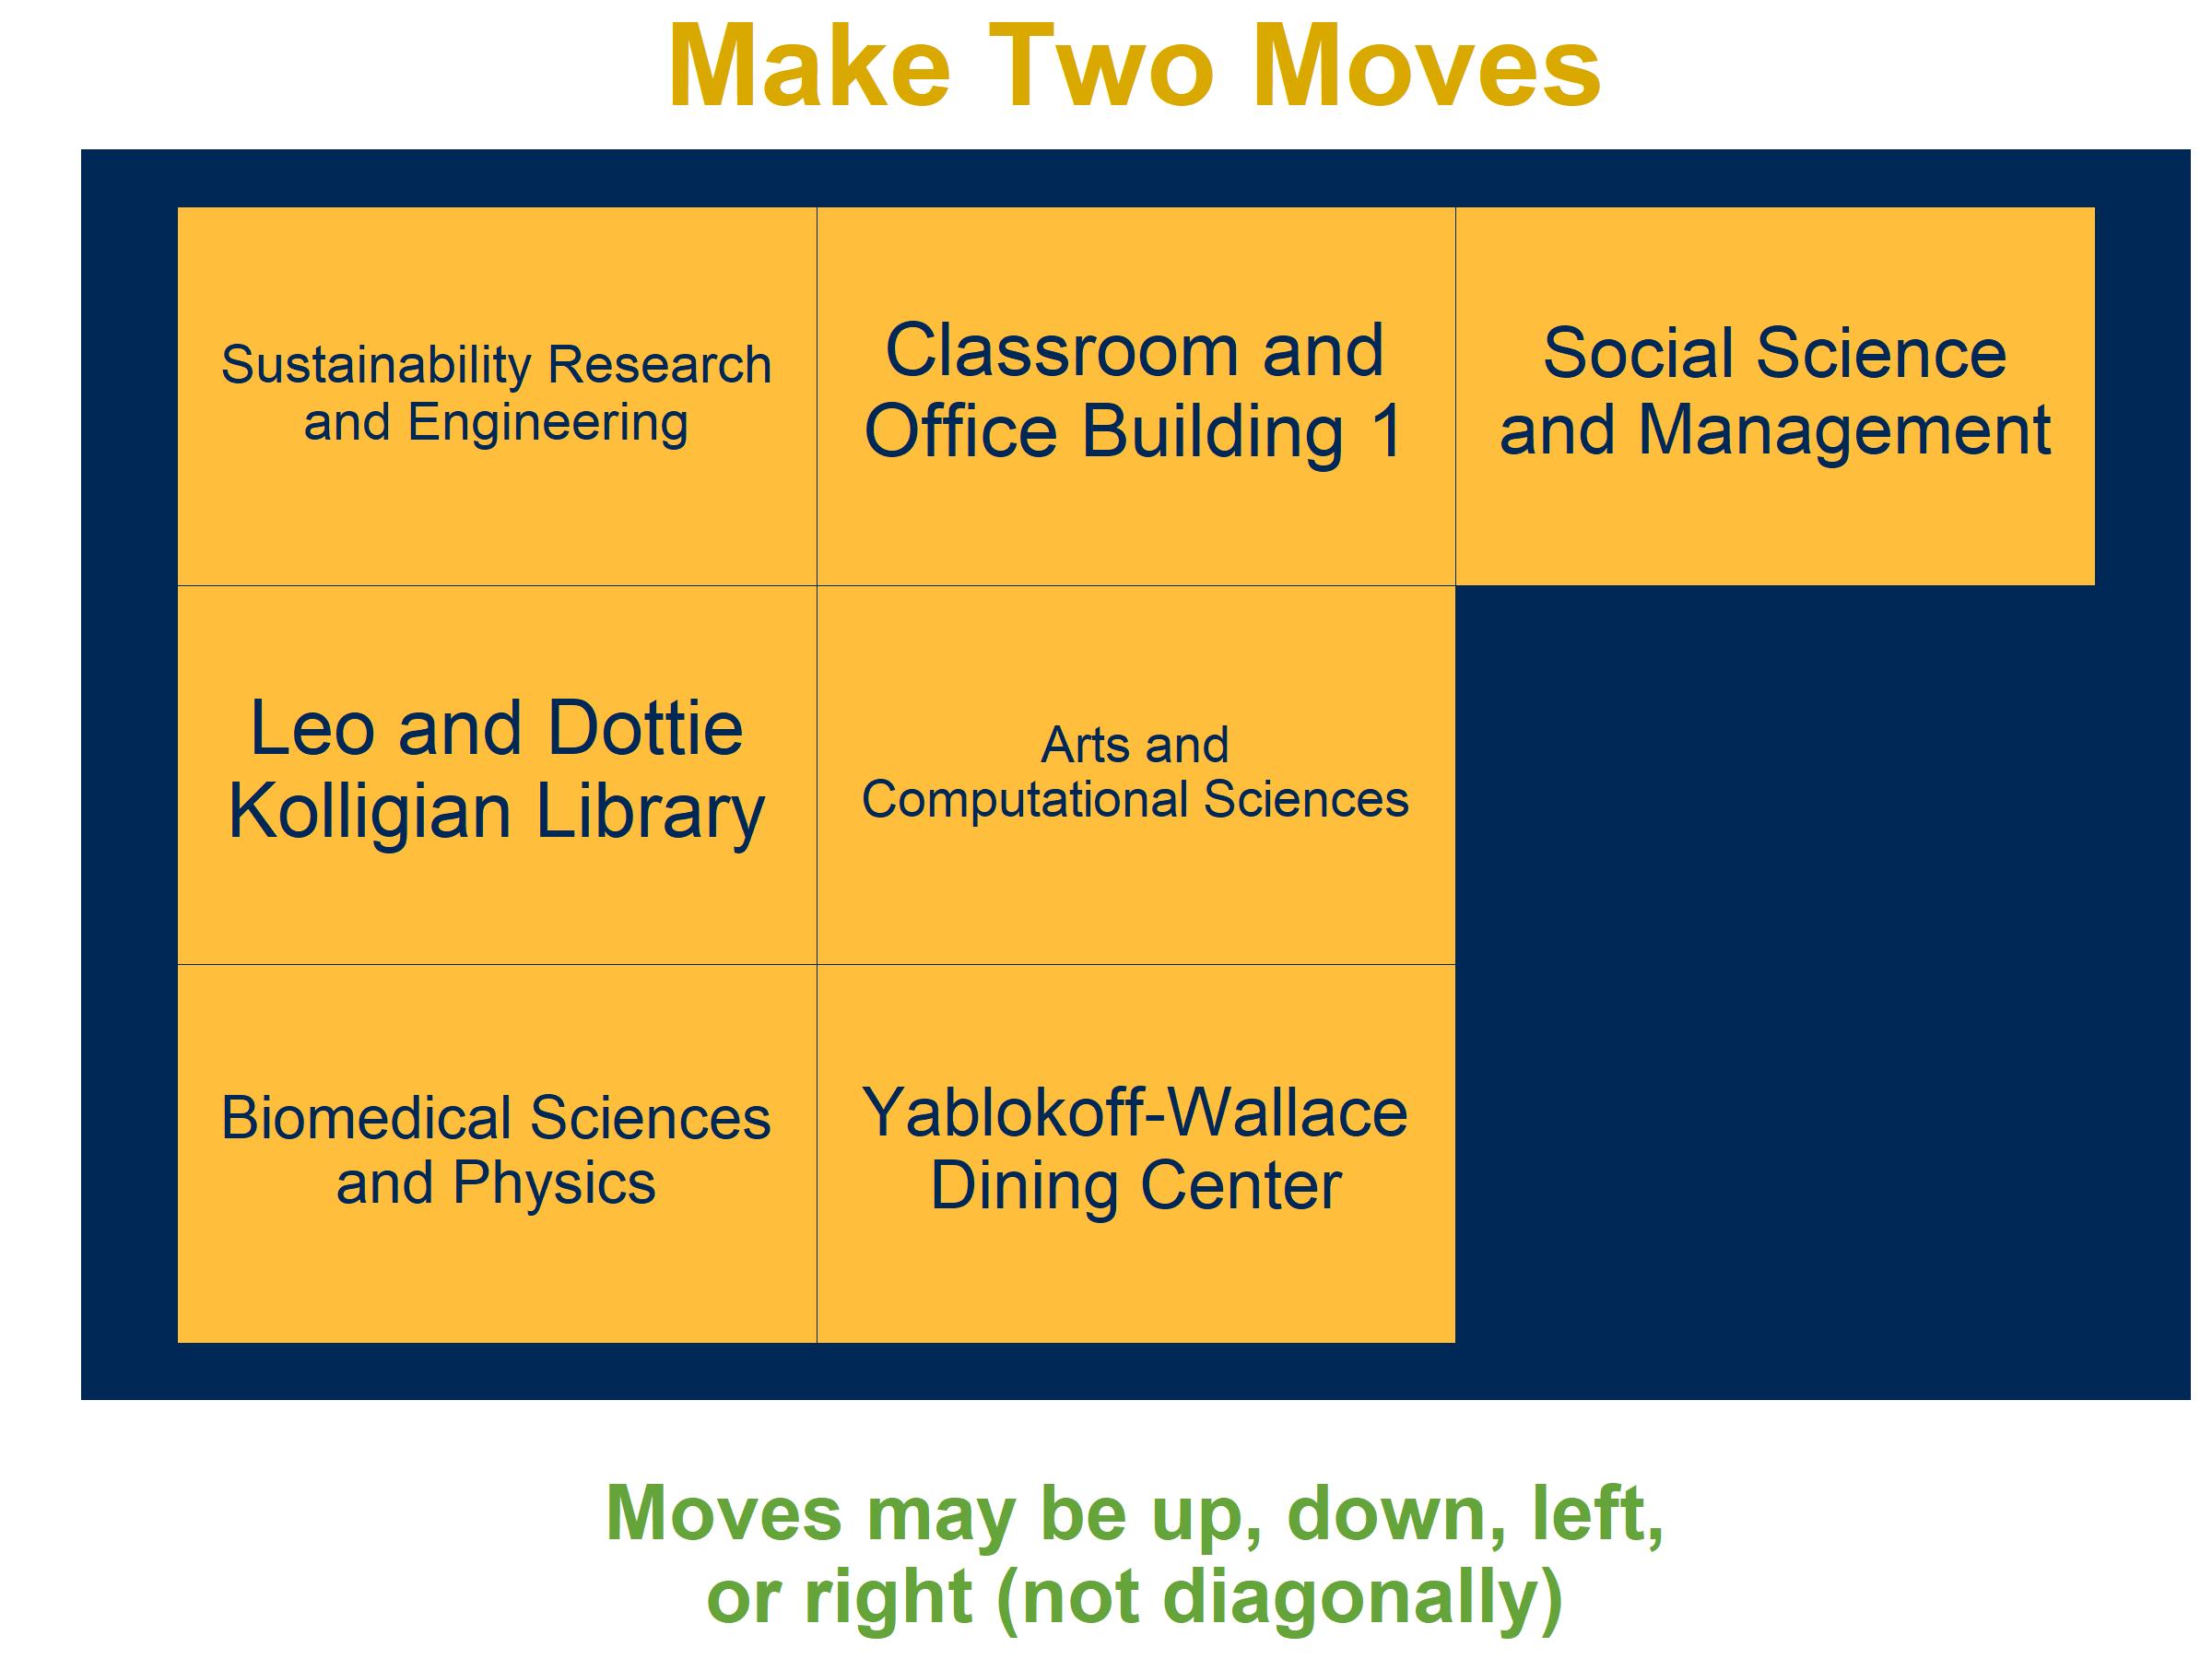 Make Two Moves
Sustainability Research
and Engineering
Classroom and
Office Building 1
Social Science
and Management
Leo and Dottie
Kolligian Library
Arts and
Computational Sciences
Biomedical Sciences
and Physics
Yablokoff-Wallace
Dining Center
Moves may be up, down, left,
or right (not diagonally)